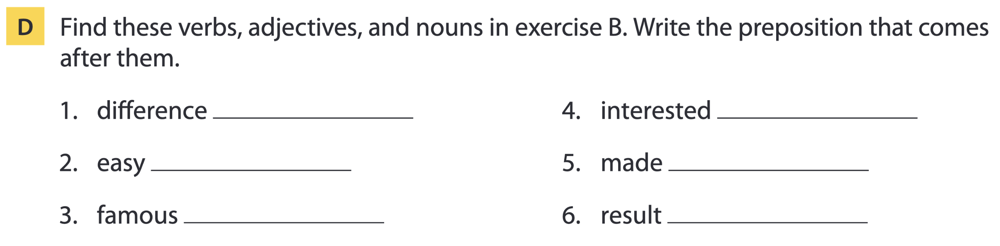 D Find these verbs, adjectives, and nouns in exercise B. Write the preposition that comes
after them.
1. difference
2. easy
3. famous
4. interested
5. made
6. result